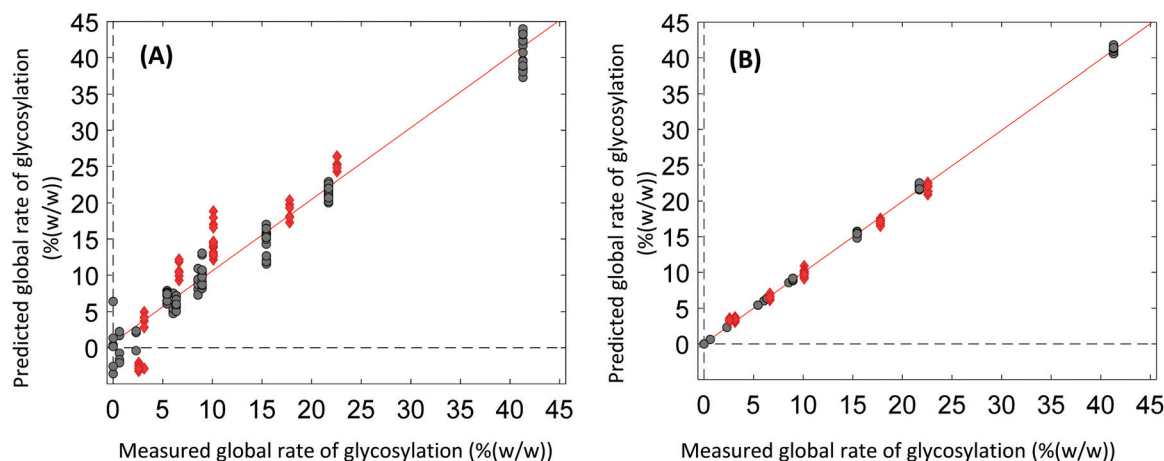 (A)
Predicted global rate of glycosylation
(%(w/w))
45
40
35
30
25
20
15
10
5
0
0 5 10 15 20 25 30 35 40 45
Measured global rate of glycosylation (%(w/w))
(B)
Predicted global rate of glycosylation
(%(w/w))
45
40
35
30
25
20
15
10
5
0
0 5 10 15 20 25 30 35 40 45
Measured global rate of glycosylation (%(w/w))